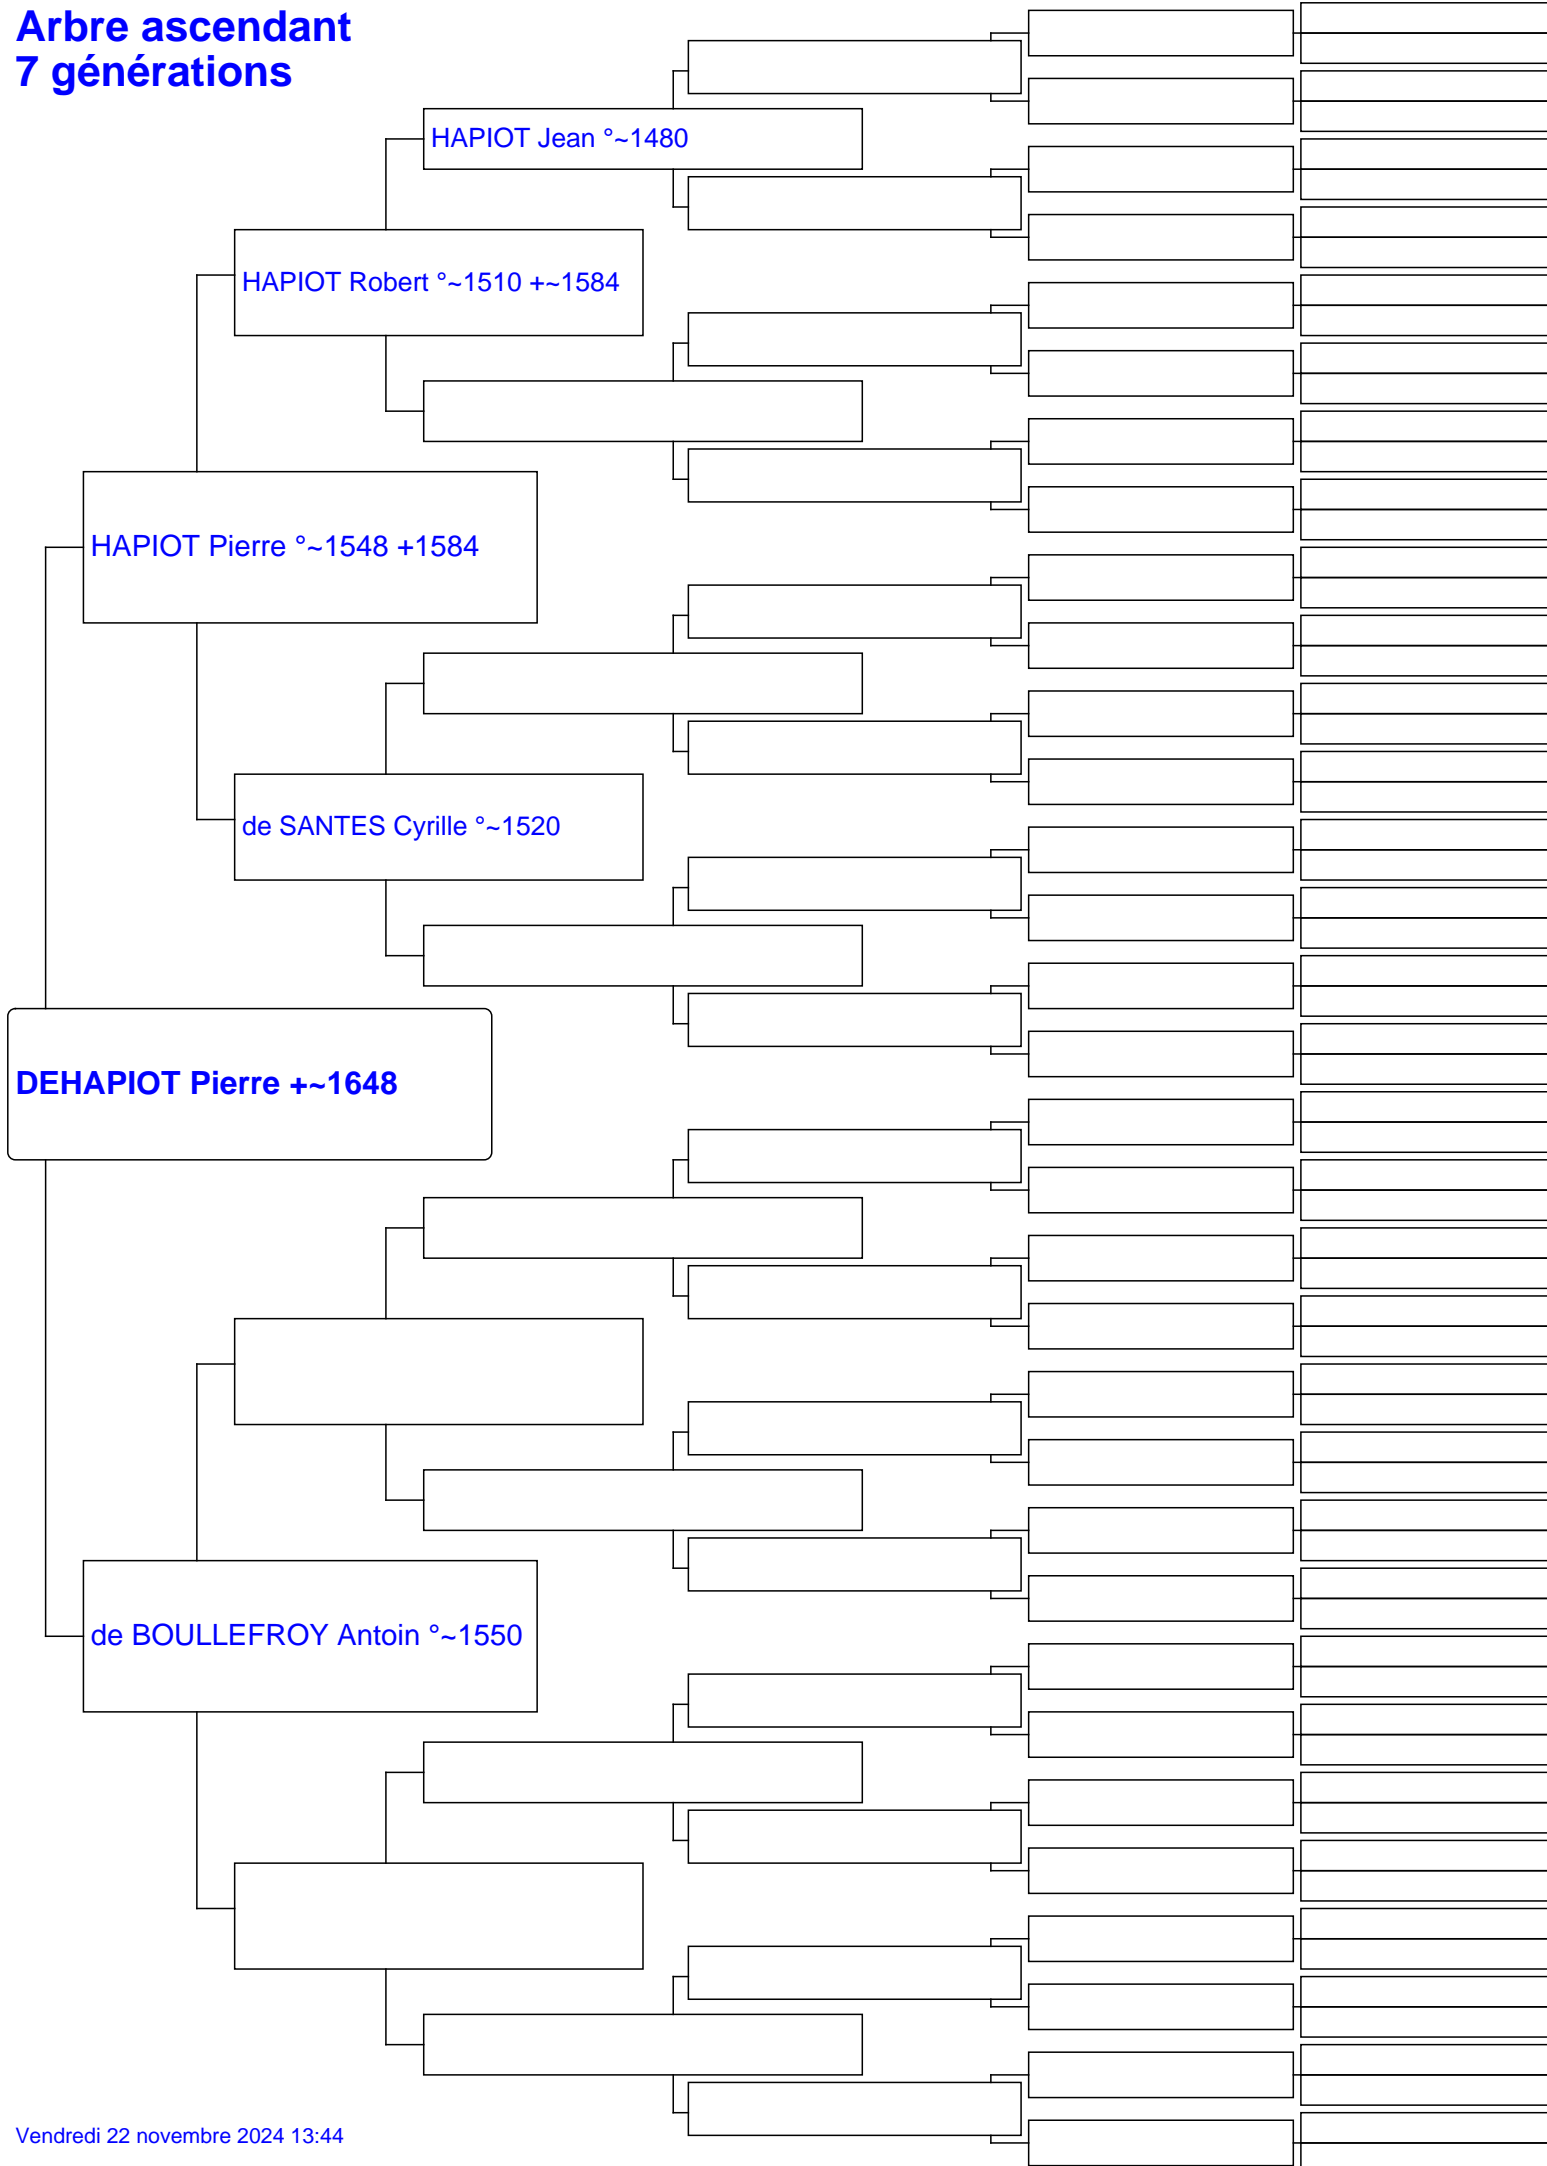 Arbre ascendant
7 générations
HAPIOT Jean °~1480
HAPIOT Robert °~1510 +~1584
HAPIOT Pierre °~1548 +1584
de SANTES Cyrille °~1520
DEHAPIOT Pierre +~1648
de BOULLEFROY Antoin °~1550
Vendredi 22 novembre 2024 13:44